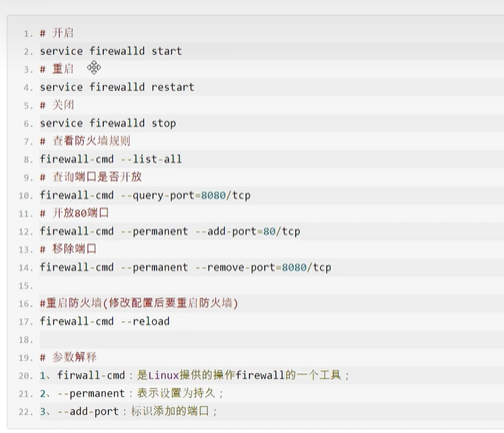 1. # 开启
2. service firewalld start
3. # 重启
4. service firewalld restart
5. # 关闭
6. service firewalld stop
7. # 查看防火墙规则
8. firewall-cmd --list-all
9. # 查询端口是否开放
10. firewall-cmd --query-port=8080/tcp
11. # 开放80端口
12. firewall-cmd --permanent --add-port=80/tcp
13. # 移除端口
14. firewall-cmd --permanent --remove-port=8080/tcp
15.
16. #重启防火墙(修改配置后要重启防火墙)
17. firewall-cmd --reload
18.
19. # 参数解释
20. 1、firwall-cmd：是Linux提供的操作firewall的一个工具；
21. 2、--permanent：表示设置为持久；
22. 3、--add-port：标识添加的端口；